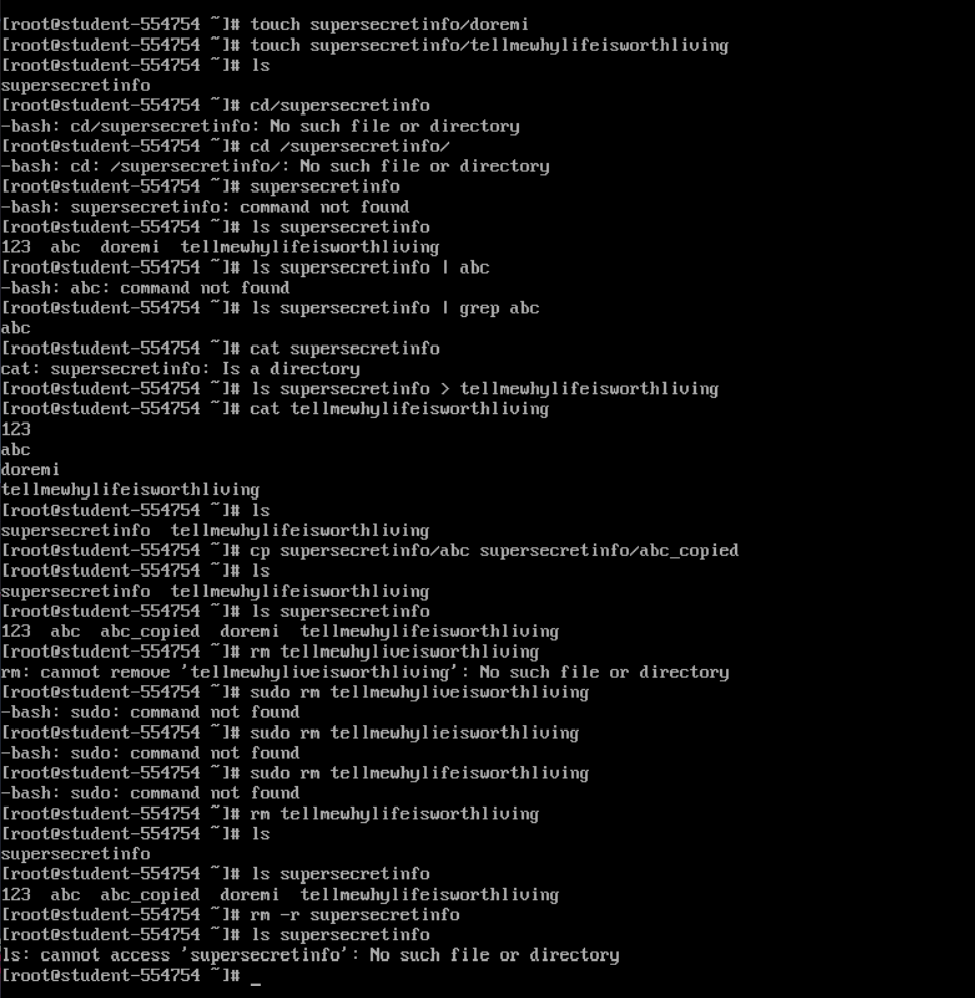 [root@student-554754 ~]# touch supersecretinfo/doremi
[root@student-554754 ~]# touch supersecretinfo/tellmewhylifeisworthliving
[root@student-554754 ~]# ls
supersecretinfo
[root@student-554754 ~]# cd/supersecretinfo
-bash: cd/supersecretinfo: No such file or directory
[root@student-554754 ~]# cd /supersecretinfo/
-bash: cd: /supersecretinfo/: No such file or directory
[root@student-554754 ~]# supersecretinfo
-bash: supersecretinfo: command not found
[root@student-554754 ~]# ls supersecretinfo
123  abc  doremi  tellmewhylifeisworthliving
[root@student-554754 ~]# ls supersecretinfo | abc
-bash: abc: command not found
[root@student-554754 ~]# ls supersecretinfo | grep abc
abc
[root@student-554754 ~]# cat supersecretinfo
cat: supersecretinfo: Is a directory
[root@student-554754 ~]# ls supersecretinfo > tellmewhylifeisworthliving
[root@student-554754 ~]# cat tellmewhylifeisworthliving
123
abc
doremi
tellmewhylifeisworthliving
[root@student-554754 ~]# ls
supersecretinfo  tellmewhylifeisworthliving
[root@student-554754 ~]# cp supersecretinfo/abc supersecretinfo/abc_copied
[root@student-554754 ~]# ls
supersecretinfo  tellmewhylifeisworthliving
[root@student-554754 ~]# ls supersecretinfo
123  abc  abc_copied  doremi  tellmewhylifeisworthliving
[root@student-554754 ~]# rm tellmewhyliveisworthliving
rm: cannot remove 'tellmewhyliveisworthliving': No such file or directory
[root@student-554754 ~]# sudo rm tellmewhyliveisworthliving
-bash: sudo: command not found
[root@student-554754 ~]# sudo rm tellmewhylieisworthliving
-bash: sudo: command not found
[root@student-554754 ~]# sudo rm tellmewhylifeisworthliving
-bash: sudo: command not found
[root@student-554754 ~]# rm tellmewhylifeisworthliving
[root@student-554754 ~]# ls
supersecretinfo
[root@student-554754 ~]# ls supersecretinfo
123  abc  abc_copied  doremi  tellmewhylifeisworthliving
[root@student-554754 ~]# rm -r supersecretinfo
[root@student-554754 ~]# ls supersecretinfo
ls: cannot access 'supersecretinfo': No such file or directory
[root@student-554754 ~]# _